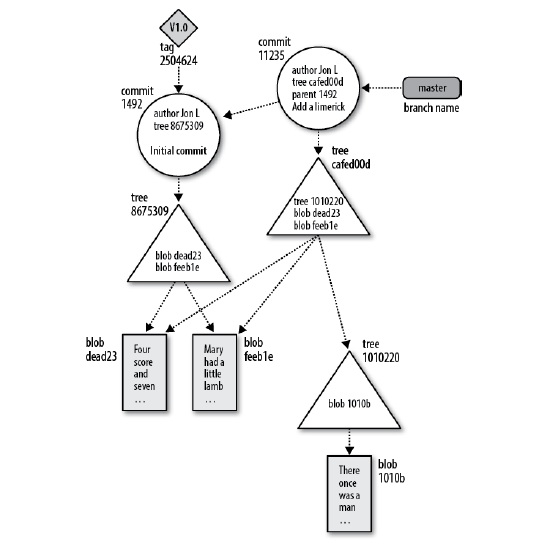 V1.0
tag
2504624
commit
1492
author Jon L
tree 8675309
Initial commit
commit
11235
author Jon L
tree cafed00d
parent 1492
Add a limerick
master
branch name
tree
8675309
blob dead23
blob feeb1e
tree
cafed00d
tree 1010220
blob dead23
blob feeb1e
blob
dead23
Four
score
and
seven
...
Mary
had a
little
lamb
...
blob
feeb1e
tree
1010220
blob 1010b
There
once
was a
man
...
blob
1010b